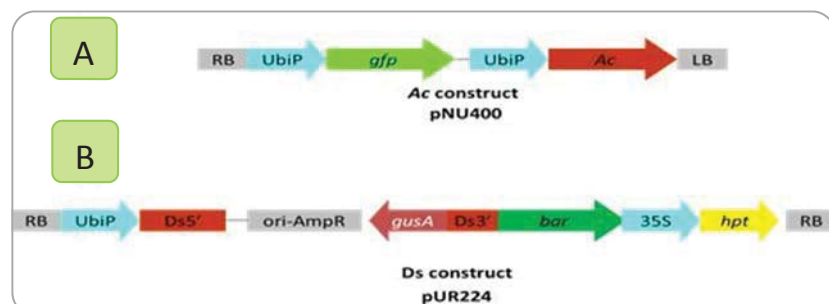 A
RB UbiP gfp UbiP Ac LB
Ac construct
pNU400
B
RB UbiP Ds5' ori-AmpR gusA Ds3' bar 35S hpt RB
Ds construct
pUR224